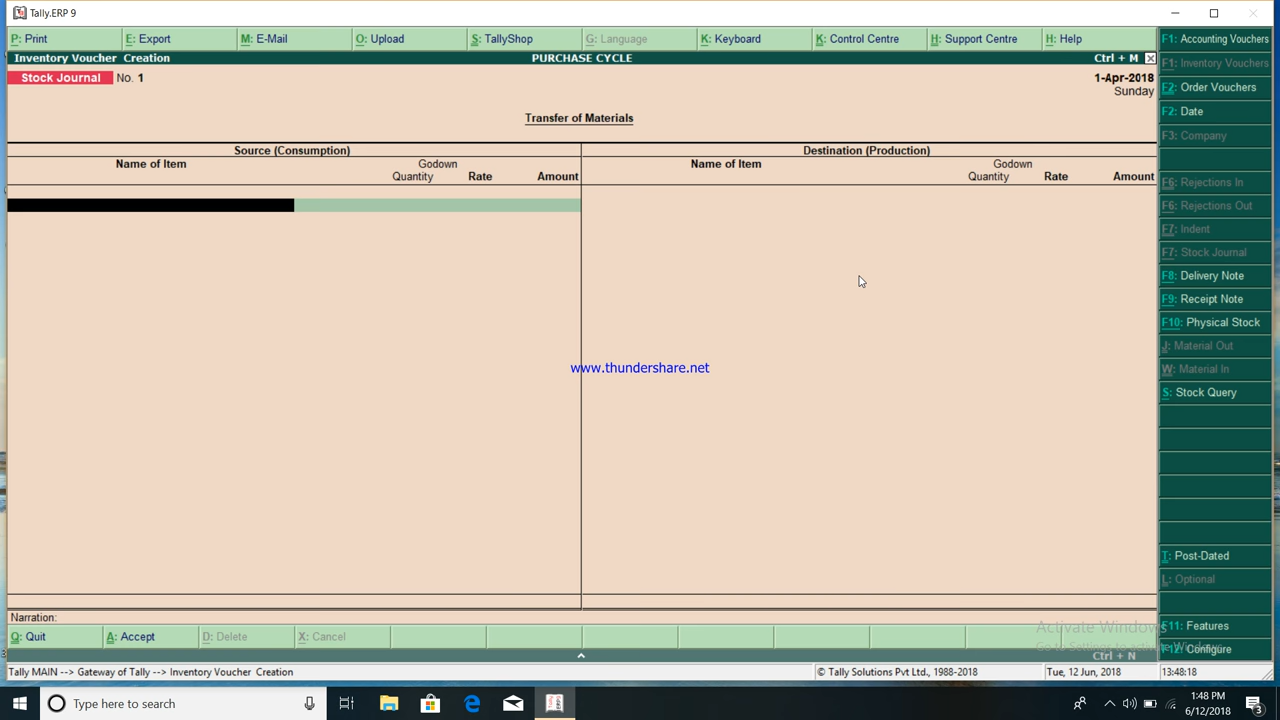 Tally.ERP 9
P: Print E: Export M: E-Mail O: Upload S: TallyShop G: Language K: Keyboard K: Control Centre H: Support Centre H: Help
Inventory Voucher Creation PURCHASE CYCLE Ctrl + M
Stock Journal No. 1 1-Apr-2018
Sunday
Transfer of Materials
Source (Consumption) Destination (Production)
Name of Item Godown Name of Item Godown
Quantity Rate Amount Quantity Rate Amount
www.thundershare.net
Narration:
Q: Quit A: Accept D: Delete X: Cancel
Ctrl + N
F1: Accounting Vouchers
F1: Inventory Vouchers
F2: Order Vouchers
F2: Date
F3: Company
F6: Rejections In
F6: Rejections Out
F7: Indent
F7: Stock Journal
F8: Delivery Note
F9: Receipt Note
F10: Physical Stock
J: Material Out
W: Material In
S: Stock Query
T: Post-Dated
L: Optional
F11: Features
F12: Configure
Activate Windows
Go to Settings to activate
Tally MAIN --> Gateway of Tally --> Inventory Voucher Creation © Tally Solutions Pvt Ltd., 1988-2018 Tue, 12 Jun, 2018 13:48:18
Type here to search
1:48 PM
6/12/2018
3